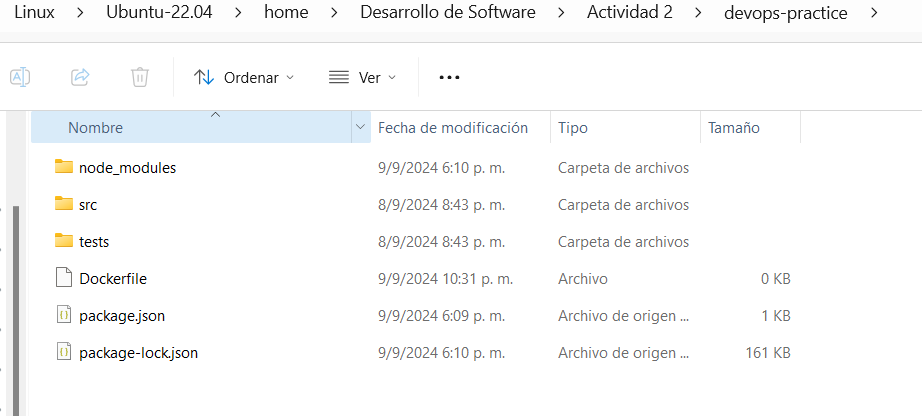 Linux > Ubuntu-22.04 > home > Desarrollo de Software > Actividad 2 > devops-practice >
Ordenar Ver ...
Nombre Fecha de modificación Tipo Tamaño
node_modules 9/9/2024 6:10 p. m. Carpeta de archivos
src 8/9/2024 8:43 p. m. Carpeta de archivos
tests 8/9/2024 8:43 p. m. Carpeta de archivos
Dockerfile 9/9/2024 10:31 p. m. Archivo 0 KB
package.json 9/9/2024 6:09 p. m. Archivo de origen ... 1 KB
package-lock.json 9/9/2024 6:10 p. m. Archivo de origen ... 161 KB